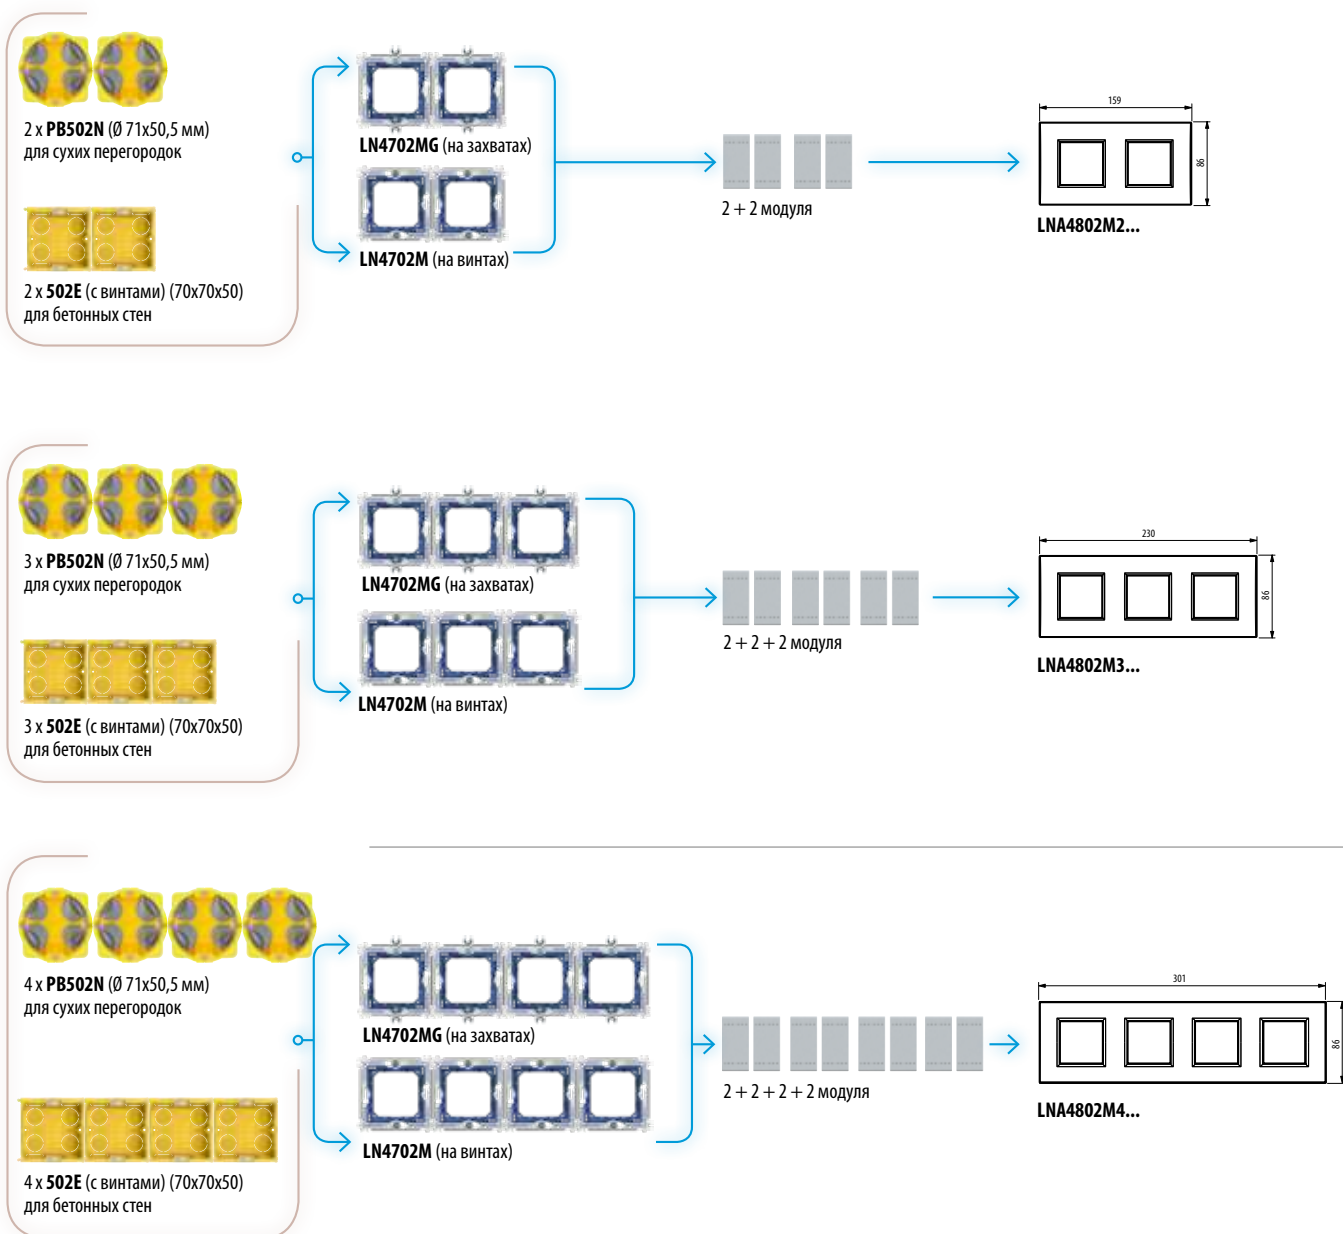 2 x PB502N (Ø 71x50,5 мм)
для сухих перегородок
2 x 502E (с винтами) (70x70x50)
для бетонных стен
LN4702MG (на захватах)
LN4702M (на винтах)
2 + 2 модуля
159
86
LNA4802M2...
3 x PB502N (Ø 71x50,5 мм)
для сухих перегородок
3 x 502E (с винтами) (70x70x50)
для бетонных стен
LN4702MG (на захватах)
LN4702M (на винтах)
2 + 2 + 2 модуля
230
86
LNA4802M3...
4 x PB502N (Ø 71x50,5 мм)
для сухих перегородок
4 x 502E (с винтами) (70x70x50)
для бетонных стен
LN4702MG (на захватах)
LN4702M (на винтах)
2 + 2 + 2 + 2 модуля
301
86
LNA4802M4...